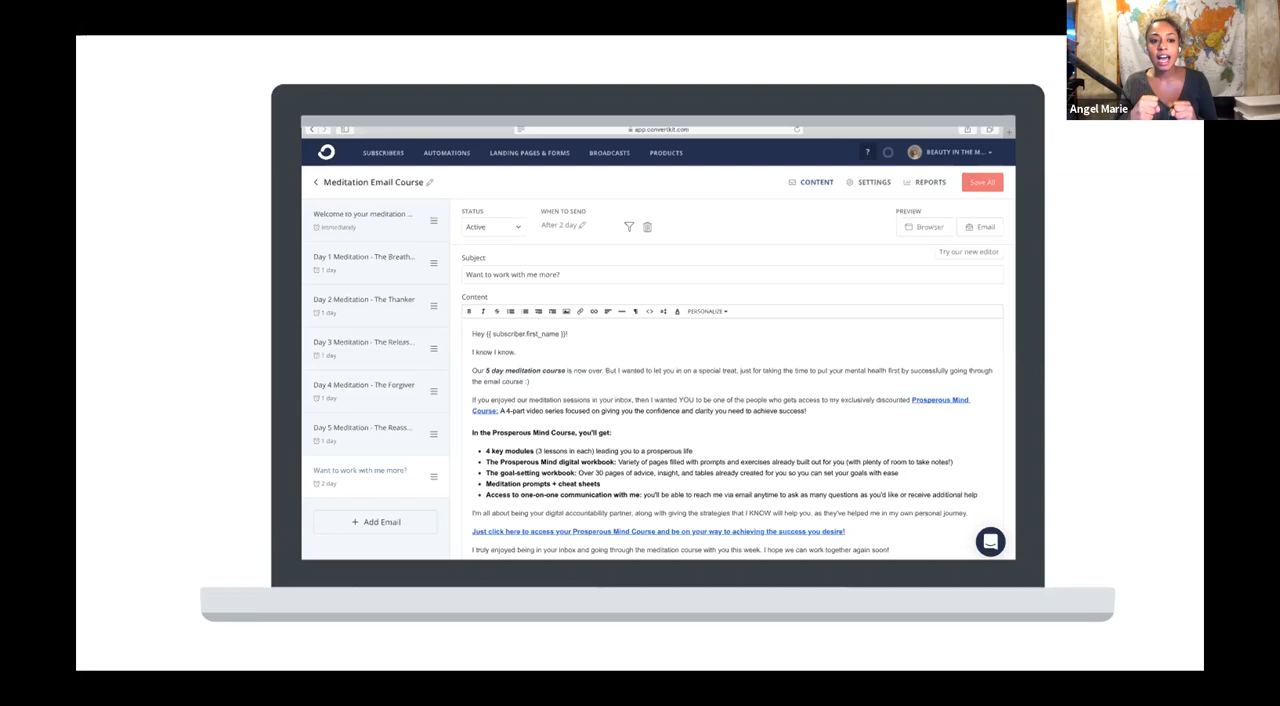 Angel Marie
app.convertkit.com
SUBSCRIBERS AUTOMATIONS LANDING PAGES & FORMS BROADCASTS PRODUCTS ? BEAUTY IN THE M...
Meditation Email Course CONTENT SETTINGS REPORTS Save All
Welcome to your meditation ...
Immediately
Day 1 Meditation - The Breath...
1 day
Day 2 Meditation - The Thanker
1 day
Day 3 Meditation - The Releas...
1 day
Day 4 Meditation - The Forgiver
1 day
Day 5 Meditation - The Reass...
1 day
Want to work with me more?
2 day
+ Add Email
STATUS WHEN TO SEND PREVIEW
Active After 2 day Browser Email
Try our new editor
Subject
Want to work with me more?
Content
B I S PERSONALIZE
Hey {{ subscriber.first_name }}!
I know I know.
Our 5 day meditation course is now over. But I wanted to let you in on a special treat, just for taking the time to put your mental health first by successfully going through
the email course :)
If you enjoyed our meditation sessions in your inbox, then I wanted YOU to be one of the people who gets access to my exclusively discounted Prosperous Mind
Course: A 4-part video series focused on giving you the confidence and clarity you need to achieve success!
In the Prosperous Mind Course, you'll get:
• 4 key modules (3 lessons in each) leading you to a prosperous life
• The Prosperous Mind digital workbook: Variety of pages filled with prompts and exercises already built out for you (with plenty of room to take notes!)
• The goal-setting workbook: Over 30 pages of advice, insight, and tables already created for you so you can set your goals with ease
• Meditation prompts + cheat sheets
• Access to one-on-one communication with me: you'll be able to reach me via email anytime to ask as many questions as you'd like or receive additional help
I'm all about being your digital accountability partner, along with giving the strategies that I KNOW will help you, as they've helped me in my own personal journey.
Just click here to access your Prosperous Mind Course and be on your way to achieving the success you desire!
I truly enjoyed being in your inbox and going through the meditation course with you this week. I hope we can work together again soon!